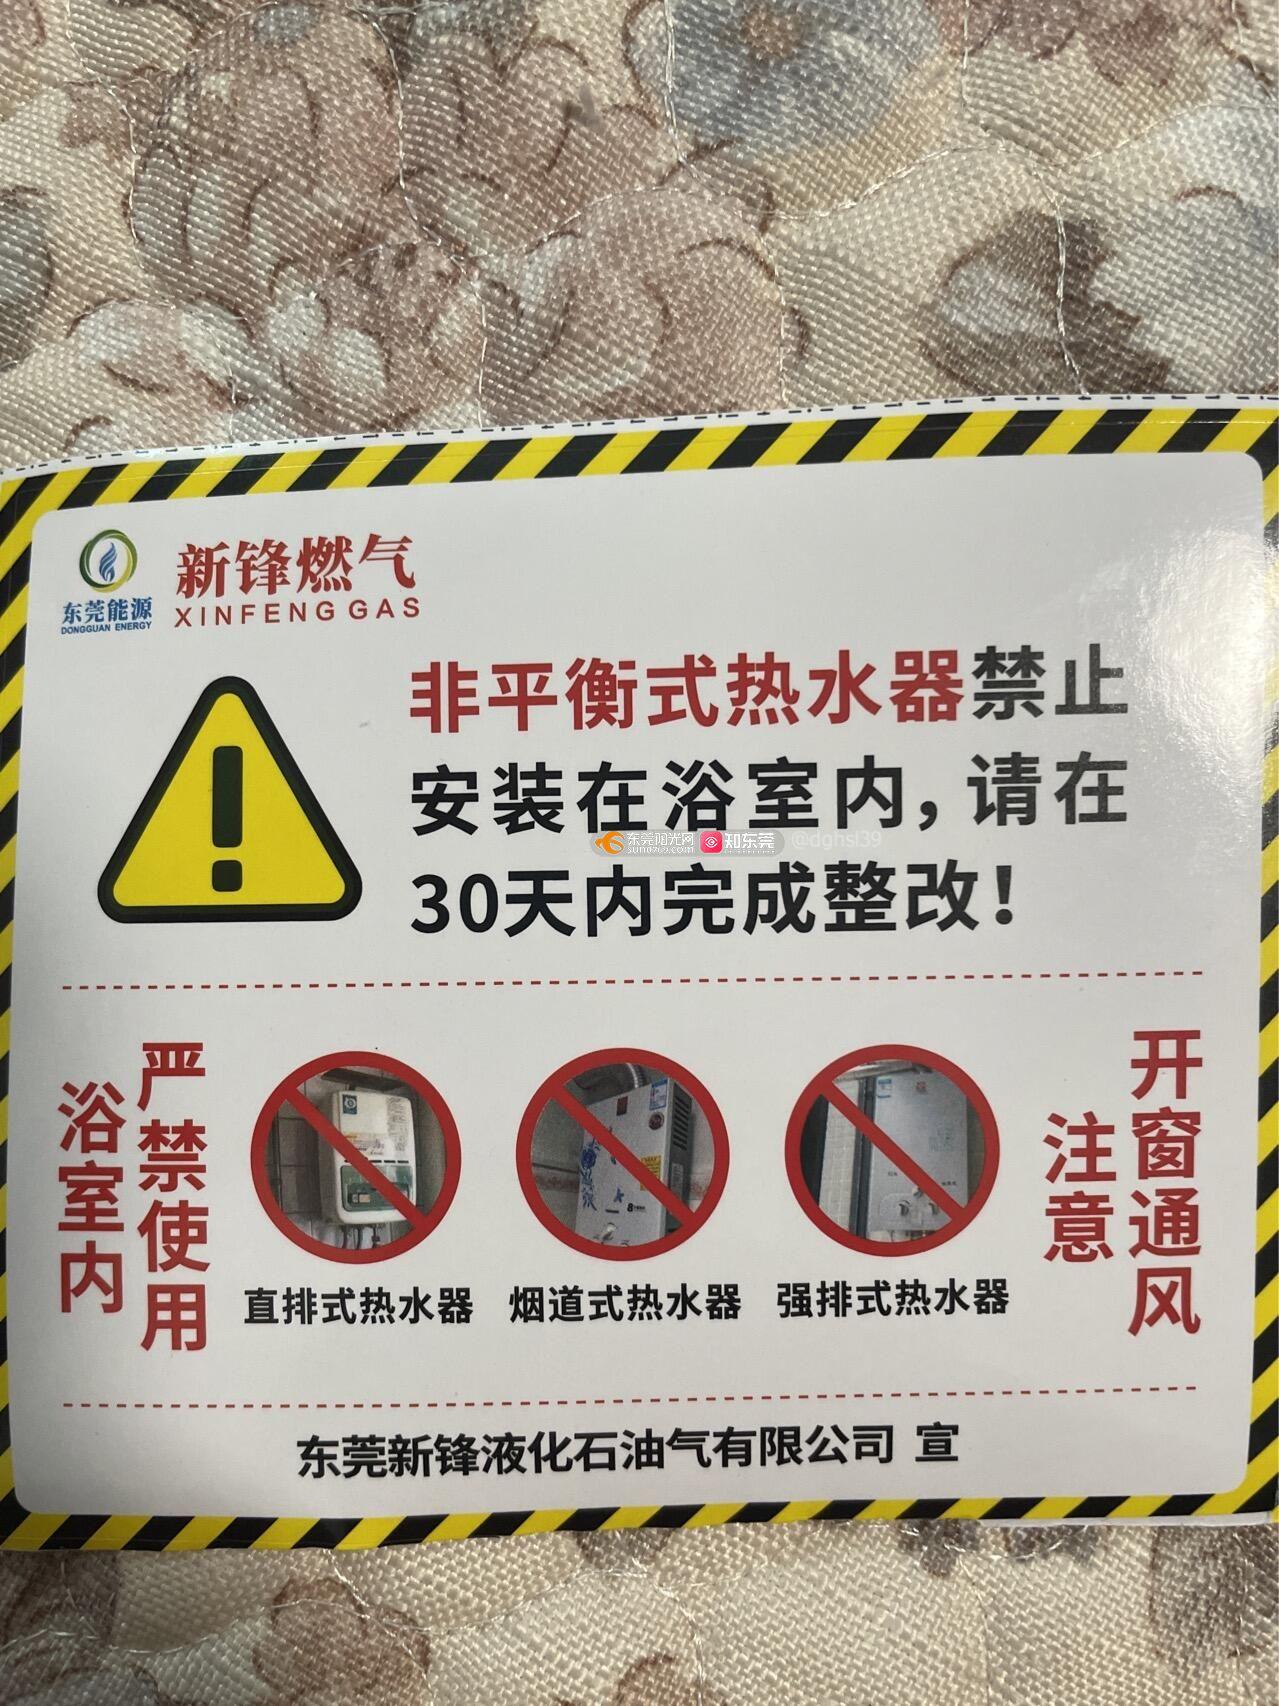 新锋燃气
XINFENG GAS
东莞能源
DONGGUAN ENERGY
非平衡式热水器禁止
安装在浴室内，请在
30天内完成整改！
东莞阳光网
sun0769.com
知东莞
@dghsl39
浴室内
严禁使用
直排式热水器
烟道式热水器
强排式热水器
注意
开窗通风
东莞新锋液化石油气有限公司 宣